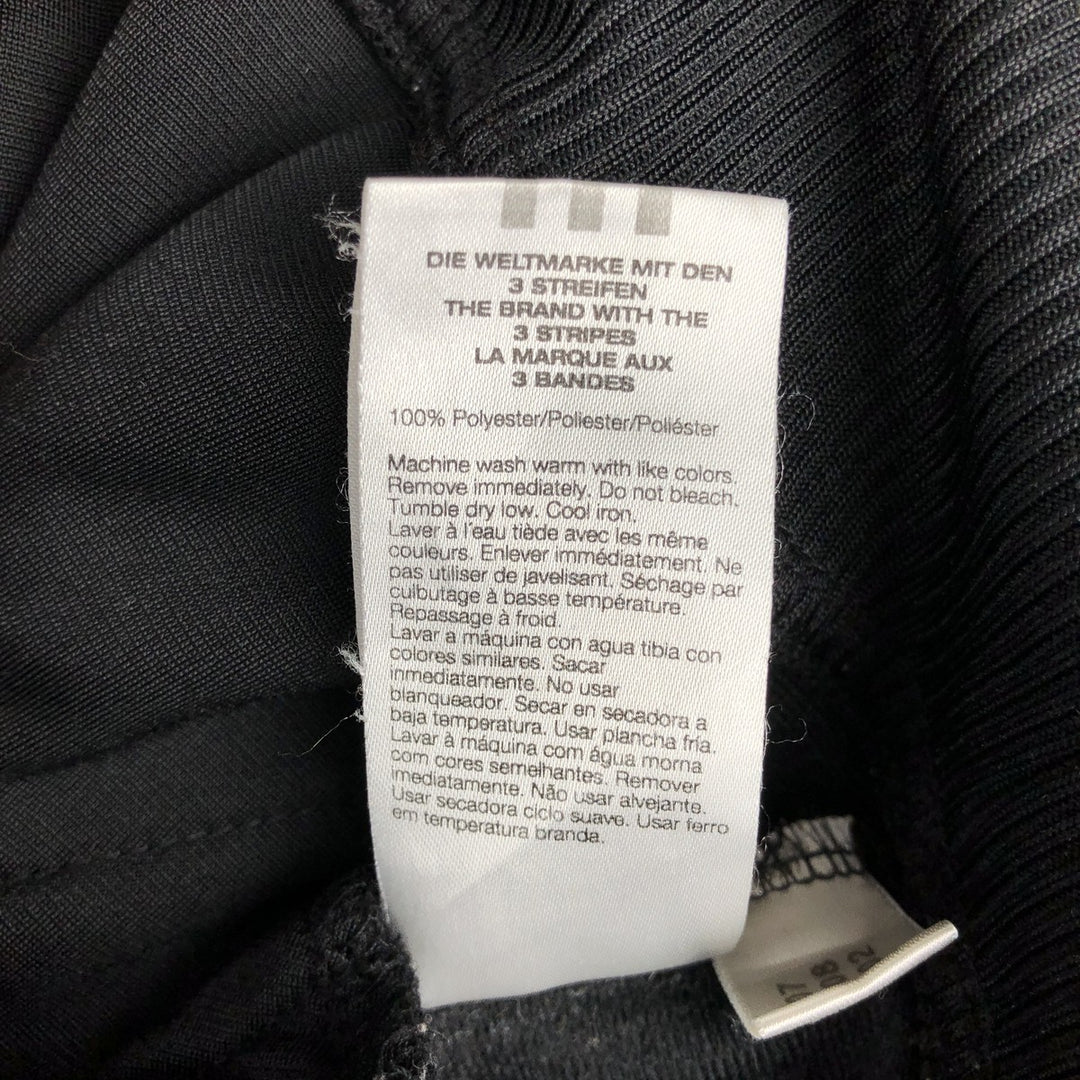 DIE WELTMARKE MIT DEN
3 STREIFEN
THE BRAND WITH THE
3 STRIPES
LA MARQUE AUX
3 BANDES
100% Polyester/Poliester/Poliéster
Machine wash warm with like colors.
Remove immediately. Do not bleach.
Tumble dry low. Cool iron.
Laver à l'eau tiède avec les même
couleurs. Enlever immédiatement. Ne
pas utiliser de javelisant. Séchage par
culbutage à basse température.
Repassage à froid.
Lavar a máquina con agua tibia con
colores similares. Sacar
inmediatamente. No usar
blanqueador. Secar en secadora a
baja temperatura. Usar plancha fría.
Lavar à máquina com água morna
com cores semelhantes. Remover
imediatamente. Não usar alvejante.
Usar secadora ciclo suave. Usar ferro
em temperatura branda.